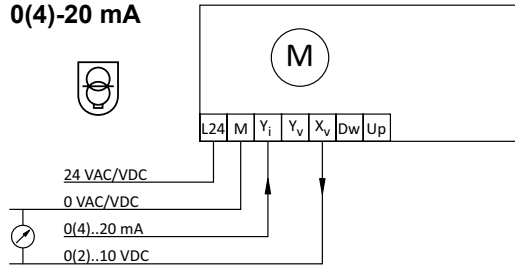 0(4)-20 mA
M
L24 M Yi Yv Xv Dw Up
24 VAC/VDC
0 VAC/VDC
0(4)..20 mA
0(2)..10 VDC